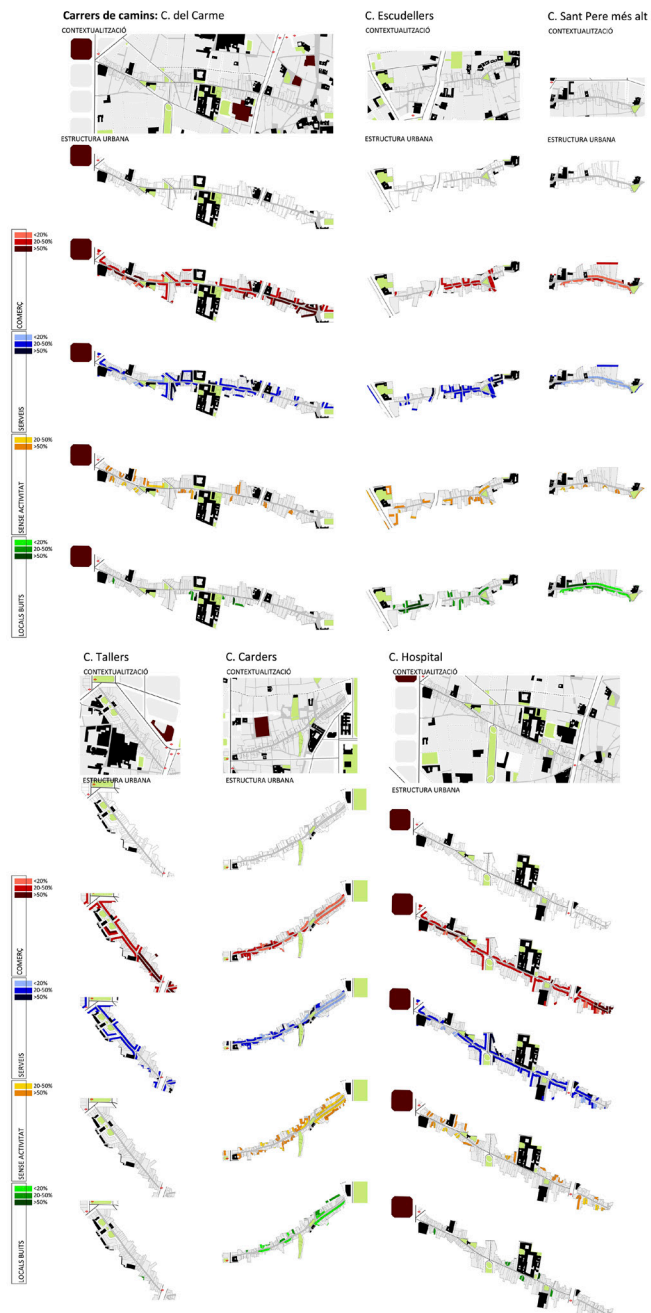 Carrers de camins: C. del Carme
C. Escudellers
C. Sant Pere més alt
CONTEXTUALITZACIÓ
CONTEXTUALITZACIÓ
CONTEXTUALITZACIÓ
ESTRUCTURA URBANA
ESTRUCTURA URBANA
ESTRUCTURA URBANA
<20%
20-50%
>50%
COMERÇ
<20%
20-50%
>50%
SERVEIS
20-50%
>50%
SENSE ACTIVITAT
<20%
20-50%
>50%
LOCALS BUITS
C. Tallers
C. Carders
C. Hospital
CONTEXTUALITZACIÓ
CONTEXTUALITZACIÓ
CONTEXTUALITZACIÓ
ESTRUCTURA URBANA
ESTRUCTURA URBANA
ESTRUCTURA URBANA
<20%
20-50%
>50%
COMERÇ
<20%
20-50%
>50%
SERVEIS
20-50%
>50%
SENSE ACTIVITAT
<20%
20-50%
>50%
LOCALS BUITS